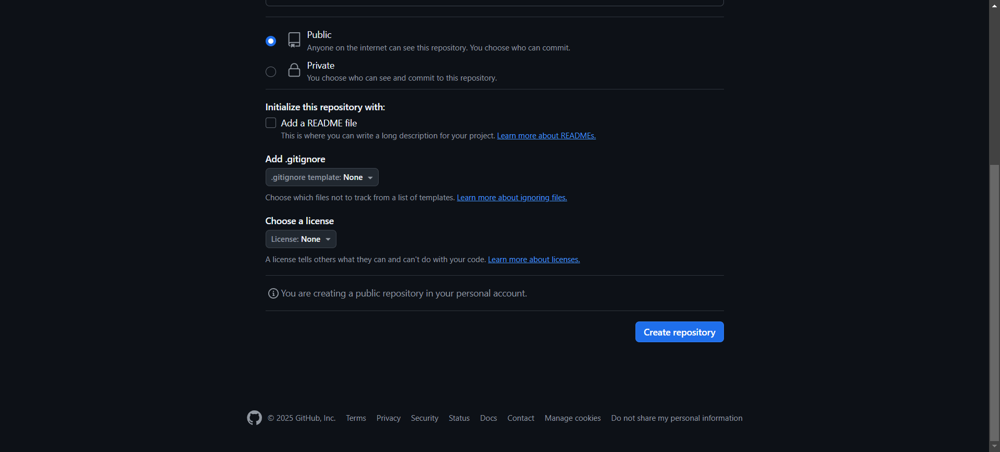 Public
Anyone on the internet can see this repository. You choose who can commit.
Private
You choose who can see and commit to this repository.
Initialize this repository with:
Add a README file
This is where you can write a long description for your project. Learn more about READMEs.
Add .gitignore
.gitignore template: None
Choose which files not to track from a list of templates. Learn more about ignoring files.
Choose a license
License: None
A license tells others what they can and can't do with your code. Learn more about licenses.
You are creating a public repository in your personal account.
Create repository
© 2025 GitHub, Inc. Terms Privacy Security Status Docs Contact Manage cookies Do not share my personal information